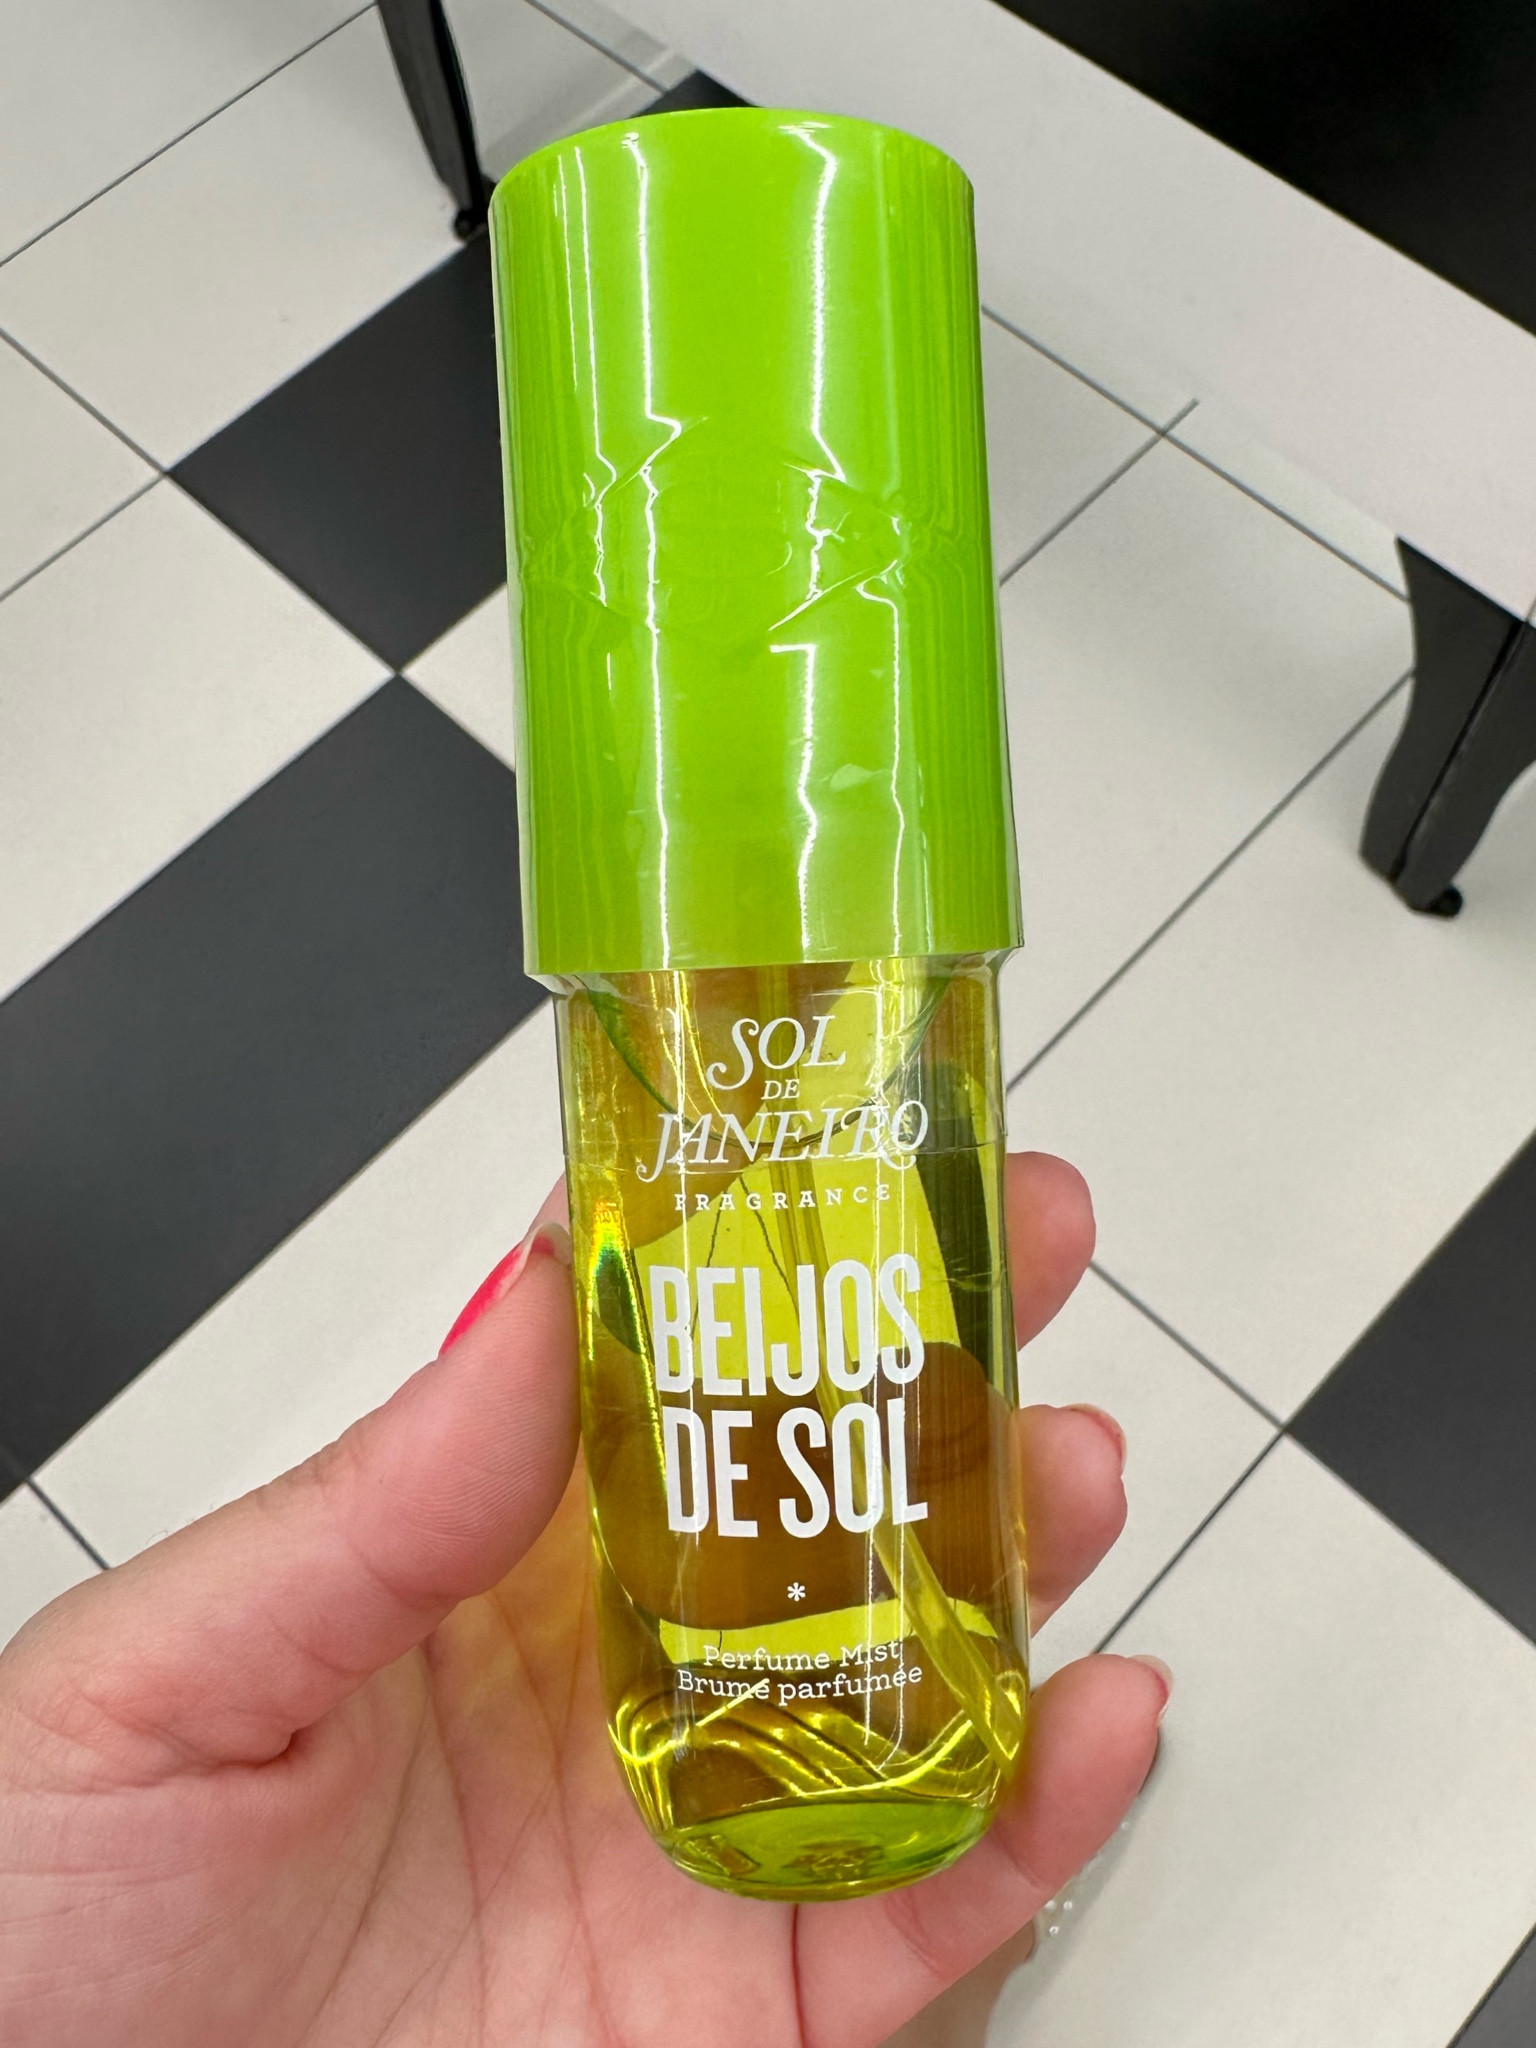 SOL
DE
JANEIRO
FRAGRANCE
BEIJOS
DE SOL
*
Perfume Mist
Brume parfumée